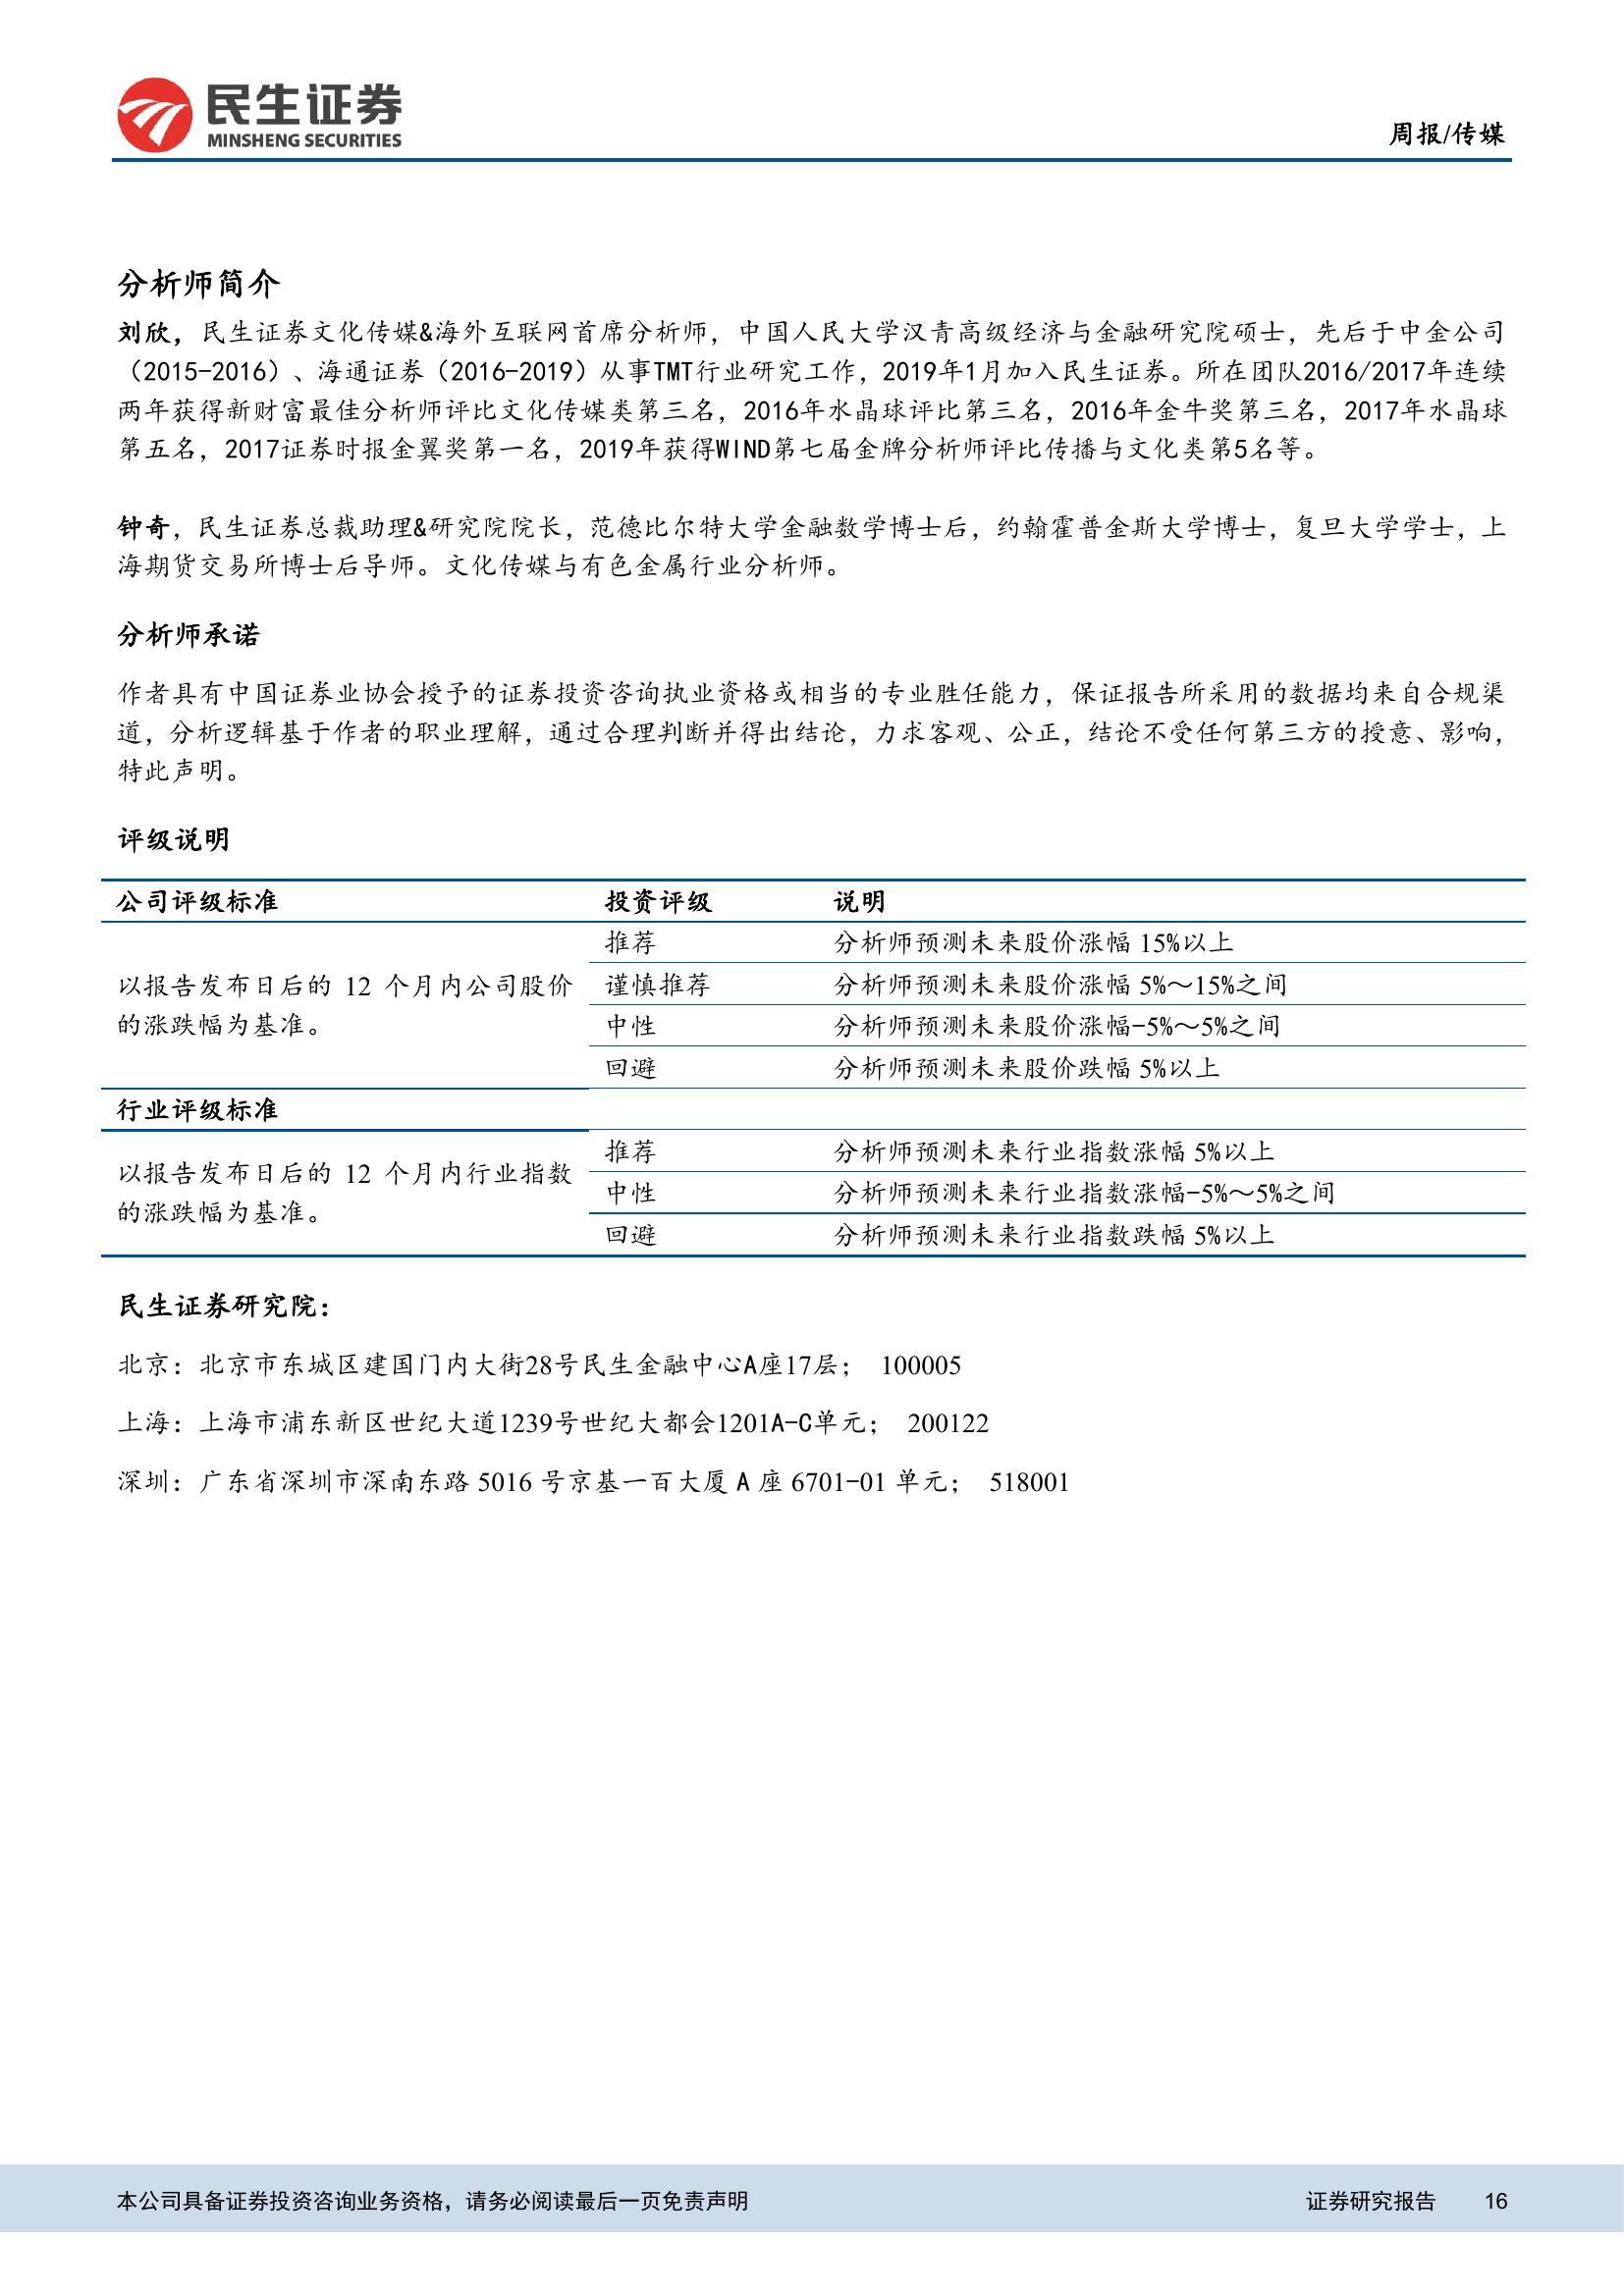 民生证券
MINSHENG SECURITIES
周报/传媒
分析师简介
刘欣，民生证券文化传媒&海外互联网首席分析师，中国人民大学汉青高级经济与金融研究院硕士，先后于中金公司
（2015-2016）、海通证券（2016-2019）从事TMT行业研究工作，2019年1月加入民生证券。所在团队2016/2017年连续
两年获得新财富最佳分析师评比文化传媒类第三名，2016年水晶球评比第三名，2016年金牛奖第三名，2017年水晶球
第五名，2017证券时报金翼奖第一名，2019年获得WIND第七届金牌分析师评比传播与文化类第5名等。
钟奇，民生证券总裁助理&研究院院长，范德比尔特大学金融数学博士后，约翰霍普金斯大学博士，复旦大学学士，上
海期货交易所博士后导师。文化传媒与有色金属行业分析师。
分析师承诺
作者具有中国证券业协会授予的证券投资咨询执业资格或相当的专业胜任能力，保证报告所采用的数据均来自合规渠
道，分析逻辑基于作者的职业理解，通过合理判断并得出结论，力求客观、公正，结论不受任何第三方的授意、影响，
特此声明。
评级说明
公司评级标准 投资评级 说明
以报告发布日后的 12 个月内公司股价
的涨跌幅为基准。
推荐 分析师预测未来股价涨幅 15%以上
谨慎推荐 分析师预测未来股价涨幅 5%～15%之间
中性 分析师预测未来股价涨幅-5%～5%之间
回避 分析师预测未来股价跌幅 5%以上
行业评级标准
以报告发布日后的 12 个月内行业指数
的涨跌幅为基准。
推荐 分析师预测未来行业指数涨幅 5%以上
中性 分析师预测未来行业指数涨幅-5%～5%之间
回避 分析师预测未来行业指数跌幅 5%以上
民生证券研究院：
北京：北京市东城区建国门内大街28号民生金融中心A座17层； 100005
上海：上海市浦东新区世纪大道1239号世纪大都会1201A-C单元； 200122
深圳：广东省深圳市深南东路 5016 号京基一百大厦 A 座 6701-01 单元； 518001
本公司具备证券投资咨询业务资格，请务必阅读最后一页免责声明 证券研究报告 16